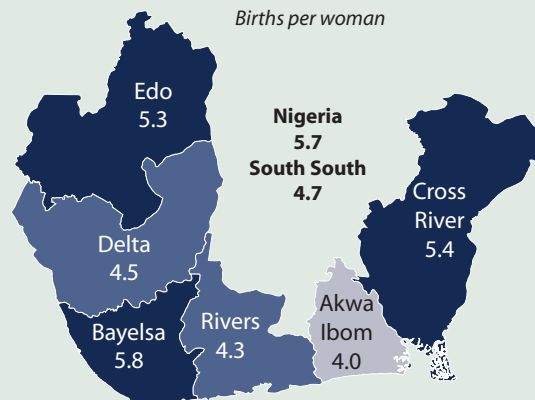 Births per woman
Edo
5.3
Nigeria
5.7
South South
4.7
Cross
River
5.4
Delta
4.5
Bayelsa
5.8
Rivers
4.3
Akwa
Ibom
4.0